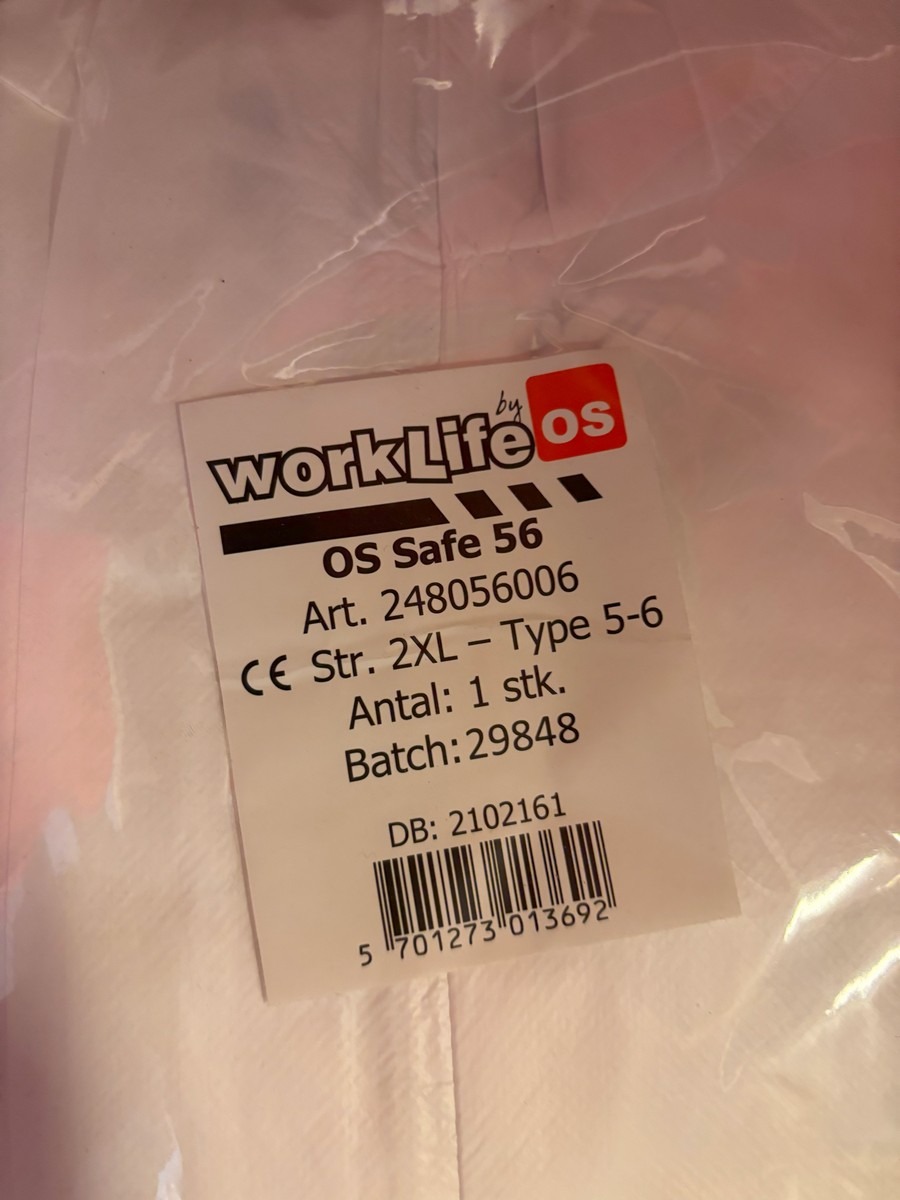 workLife by os
OS Safe 56
Art. 248056006
CE Str. 2XL – Type 5-6
Antal: 1 stk.
Batch: 29848
DB: 2102161
5 701273 013692